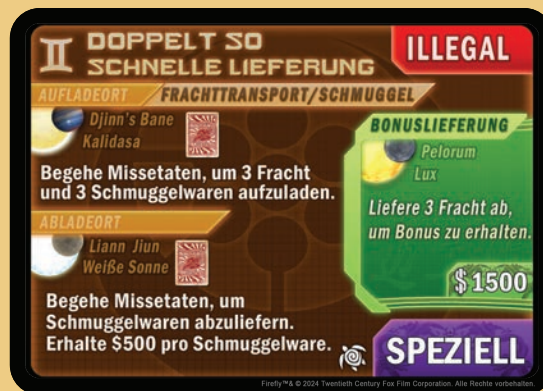 II DOPPELT SO
SCHNELLE LIEFERUNG
ILLEGAL
AUFLADEORT
FRACHTTRANSPORT/SCHMUGGEL
Djinn's Bane
Kalidasa
Begehe Missetaten, um 3 Fracht
und 3 Schmuggelwaren aufzuladen.
ABLADEORT
Liann Jiun
Weiße Sonne
Begehe Missetaten, um
Schmuggelwaren abzuliefern.
Erhalte $500 pro Schmuggelware.
BONUSLIEFERUNG
Pelorum
Lux
Liefere 3 Fracht ab,
um Bonus zu erhalten.
$1500
SPEZIELL
Firefly™& © 2024 Twentieth Century Fox Film Corporation. Alle Rechte vorbehalten.